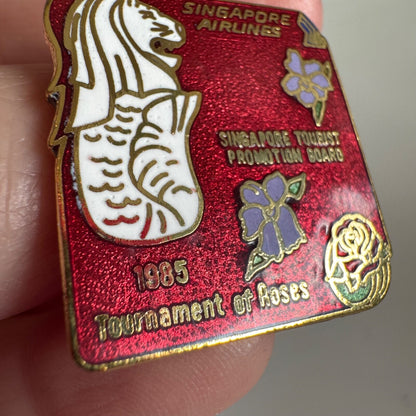 SINGAPORE
AIRLINES
SINGAPORE TOURIST
PROMOTION BOARD
1985
Tournament of Roses